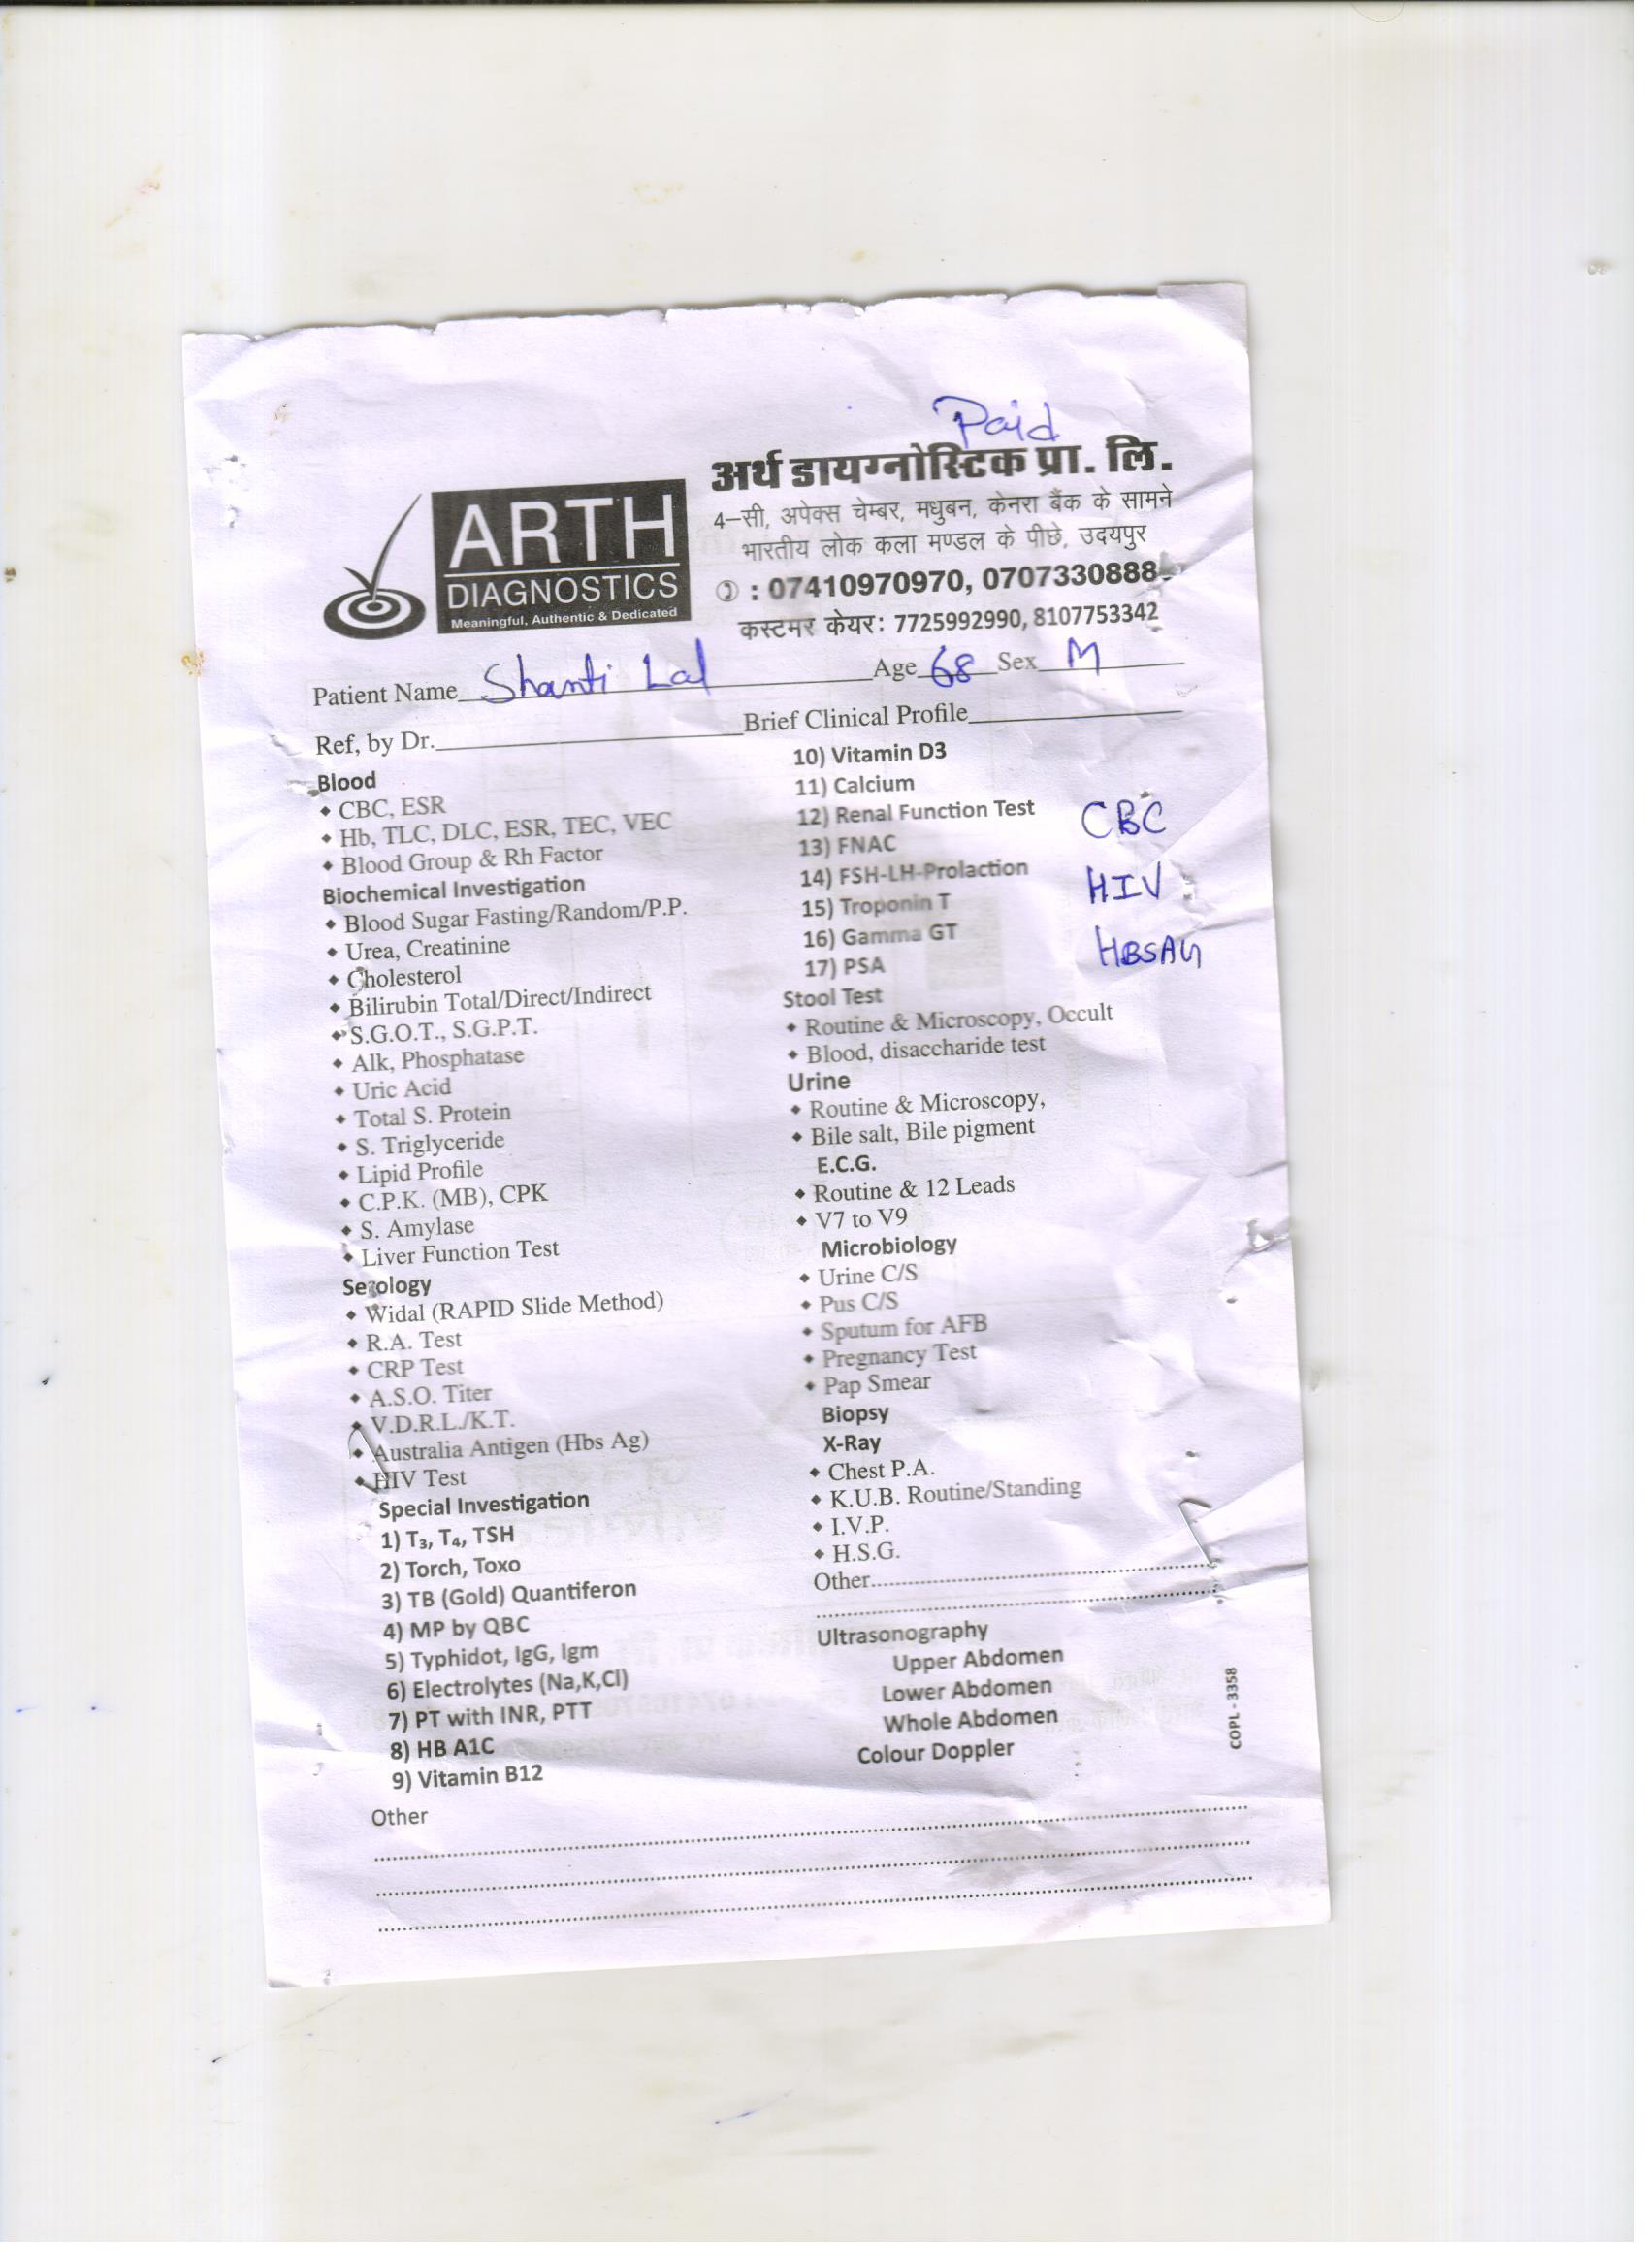 Paid
अर्थ डायग्नोस्टिक प्रा. लि.
ARTH
DIAGNOSTICS
Meaningful, Authentic & Dedicated
4-सी, अपेक्स चेम्बर, मधुबन, केनरा बैंक के सामने
भारतीय लोक कला मण्डल के पीछे, उदयपुर
: 07410970970, 0707330888
कस्टमर केयर: 7725992990, 8107753342
Patient Name Shanti Lal Age 68 Sex M
Ref, by Dr. Brief Clinical Profile
Blood
• CBC, ESR
• Hb, TLC, DLC, ESR, TEC, VEC
• Blood Group & Rh Factor
Biochemical Investigation
• Blood Sugar Fasting/Random/P.P.
• Urea, Creatinine
• Cholesterol
• Bilirubin Total/Direct/Indirect
• S.G.O.T., S.G.P.T.
• Alk, Phosphatase
• Uric Acid
• Total S. Protein
• S. Triglyceride
• Lipid Profile
• C.P.K. (MB), CPK
• S. Amylase
• Liver Function Test
Serology
• Widal (RAPID Slide Method)
• R.A. Test
• CRP Test
• A.S.O. Titer
• V.D.R.L./K.T.
• Australia Antigen (Hbs Ag)
• HIV Test
Special Investigation
1) T₃, T₄, TSH
2) Torch, Toxo
3) TB (Gold) Quantiferon
4) MP by QBC
5) Typhidot, IgG, Igm
6) Electrolytes (Na,K,Cl)
7) PT with INR, PTT
8) HB A1C
9) Vitamin B12
10) Vitamin D3
11) Calcium
12) Renal Function Test
13) FNAC
14) FSH-LH-Prolaction
15) Troponin T
16) Gamma GT
17) PSA
CBC
HIV
HBSAG
Stool Test
• Routine & Microscopy, Occult
• Blood, disaccharide test
Urine
• Routine & Microscopy,
• Bile salt, Bile pigment
E.C.G.
• Routine & 12 Leads
• V7 to V9
Microbiology
• Urine C/S
• Pus C/S
• Sputum for AFB
• Pregnancy Test
• Pap Smear
Biopsy
X-Ray
• Chest P.A.
• K.U.B. Routine/Standing
• I.V.P.
• H.S.G.
Other
Ultrasonography
Upper Abdomen
Lower Abdomen
Whole Abdomen
Colour Doppler
COPL - 3358
Other